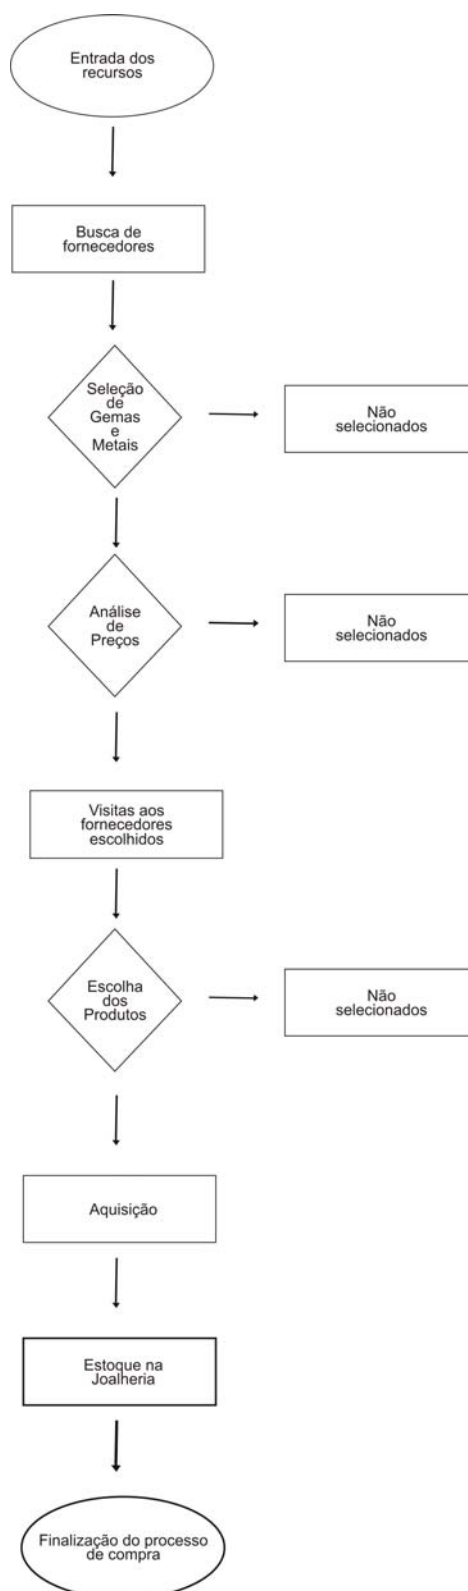 Entrada dos
recursos
Busca de
fornecedores
Seleção
de
Gemas
e
Metais
Não
selecionados
Análise
de
Preços
Não
selecionados
Visitas aos
fornecedores
escolhidos
Escolha
dos
Produtos
Não
selecionados
Aquisição
Estoque na
Joalheria
Finalização do processo
de compra